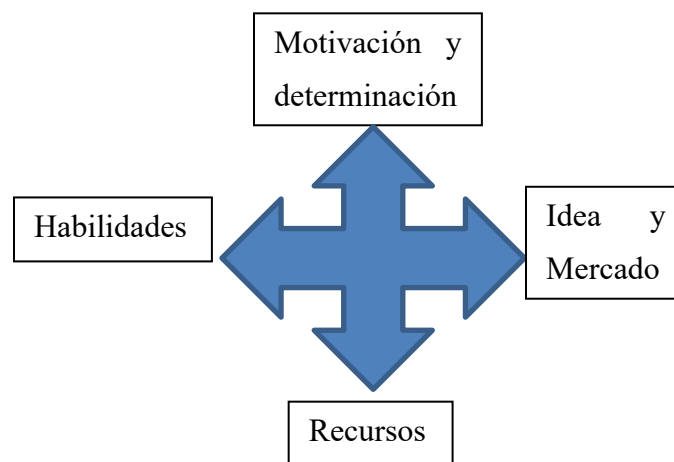 Motivación y
determinación
Habilidades
Idea y
Mercado
Recursos